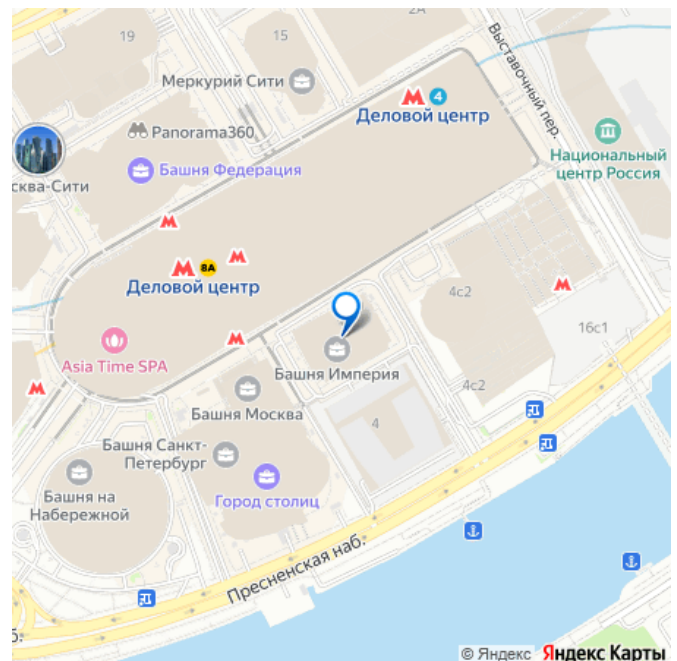 2А
19
15
Меркурий Сити
Выставочный пер.
4
Деловой центр
Panorama360
Национальный
центр Россия
сква-Сити
Башня Федерация
8А
Деловой центр
4с2
16с1
Asia Time SPA
Башня Империя
4с2
Башня Москва
4
Башня Санкт-
Петербург
Башня на
Набережной
Город столиц
Пресненская наб.
б:
© Яндекс Яндекс Карты